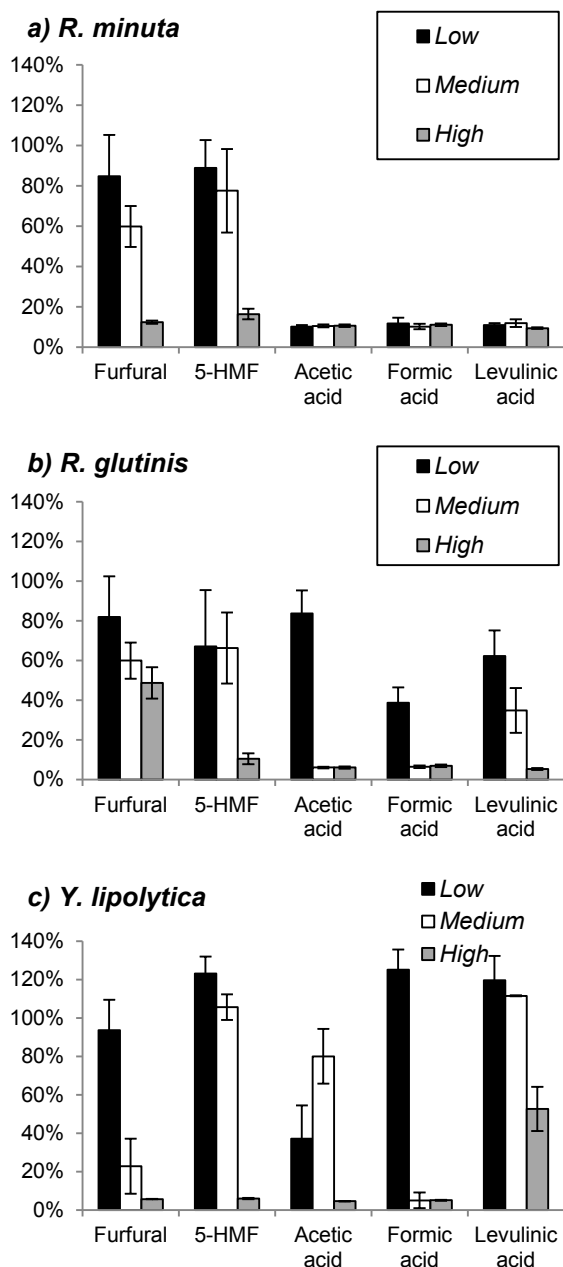 a) R. minuta
Low
Medium
High
140%
120%
100%
80%
60%
40%
20%
0%
Furfural
5-HMF
Acetic
acid
Formic
acid
Levulinic
acid
b) R. glutinis
Low
Medium
High
140%
120%
100%
80%
60%
40%
20%
0%
Furfural
5-HMF
Acetic
acid
Formic
acid
Levulinic
acid
c) Y. lipolytica
Low
Medium
High
140%
120%
100%
80%
60%
40%
20%
0%
Furfural
5-HMF
Acetic
acid
Formic
acid
Levulinic
acid